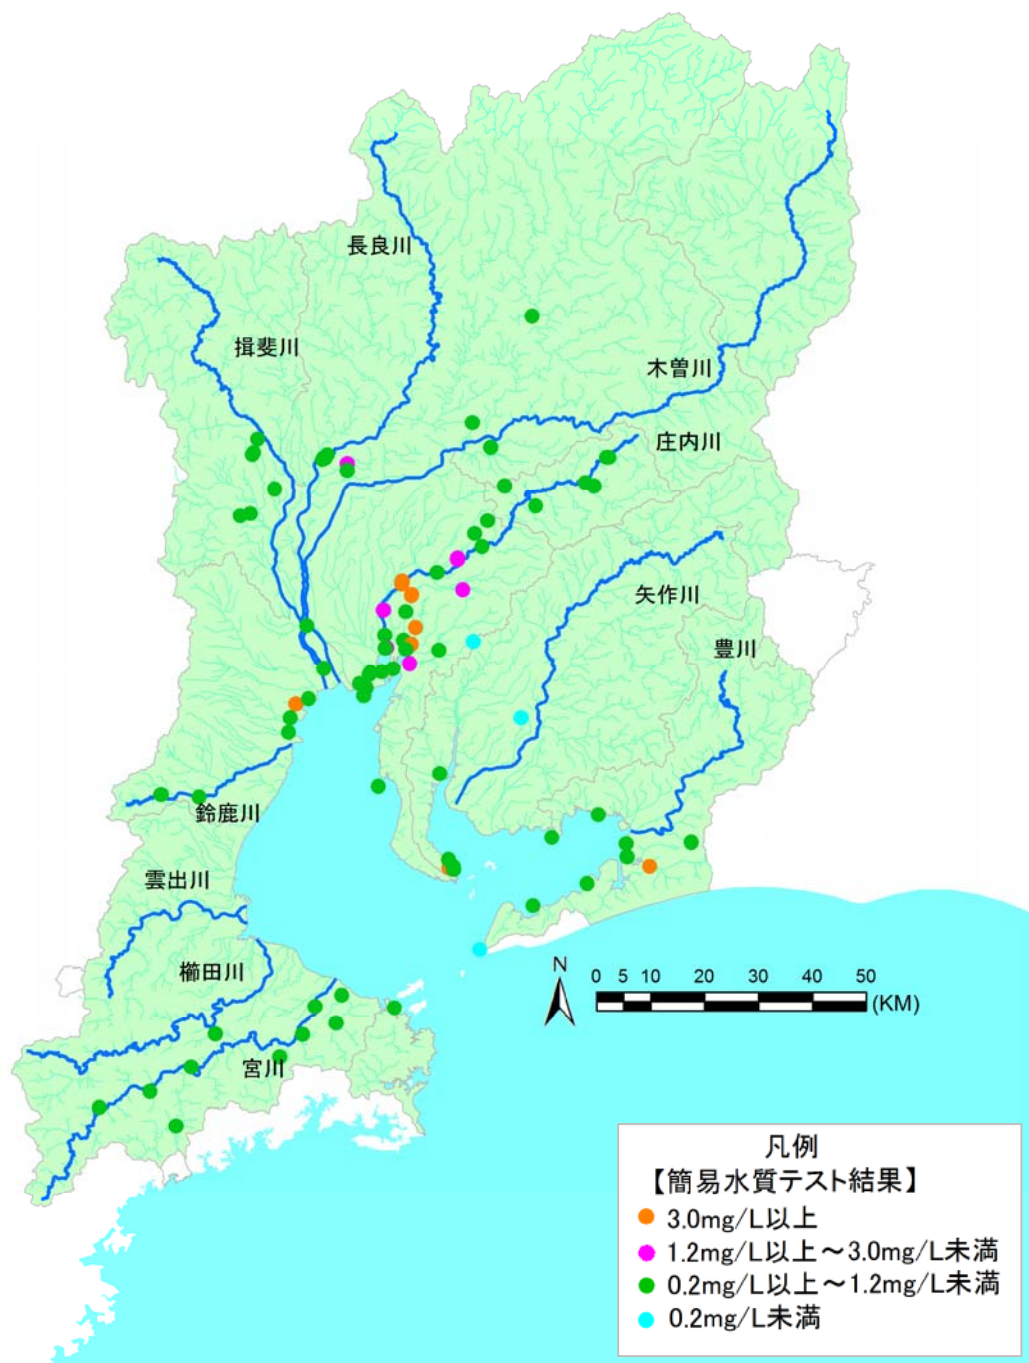 長良川
揖斐川
木曽川
庄内川
矢作川
豊川
鈴鹿川
雲出川
櫛田川
宮川
N
0 5 10 20 30 40 50
(KM)
凡例
【簡易水質テスト結果】
3.0mg/L以上
1.2mg/L以上～3.0mg/L未満
0.2mg/L以上～1.2mg/L未満
0.2mg/L未満